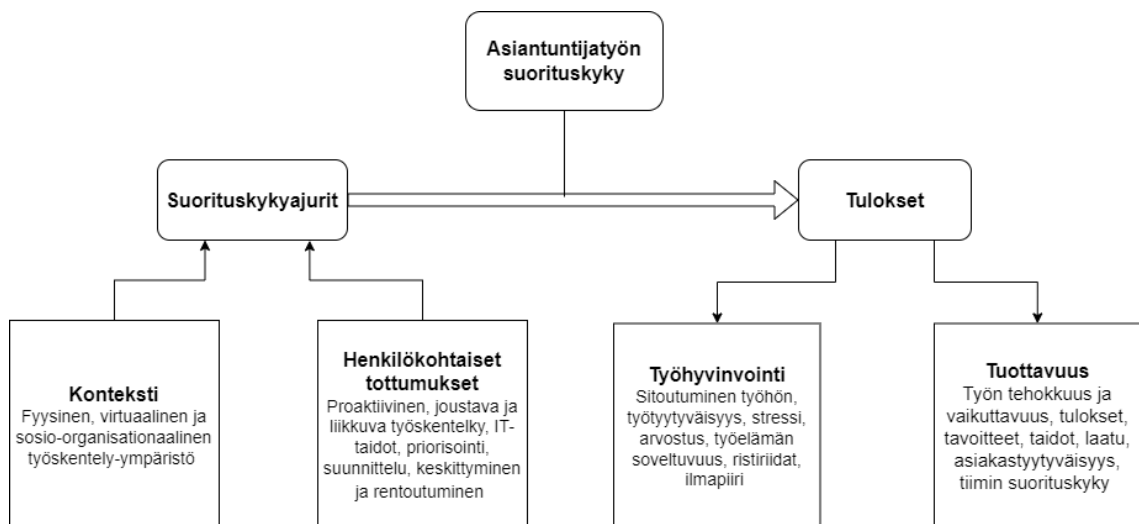 Asiantuntijatyön
suorituskyky
Suorituskykyajurit
Tulokset
Konteksti
Fyysinen, virtuaalinen ja
sosio-organisationaalinen
työskentely-ympäristö
Henkilökohtaiset
tottumukset
Proaktiivinen, joustava ja
liikkuva työskentelky, IT-
taidot, priorisointi,
suunnittelu, keskittyminen
ja rentoutuminen
Työhyvinvointi
Sitoutuminen työhön,
työtyytyväisyys, stressi,
arvostus, työelämän
soveltuvuus, ristiriidat,
ilmapiiri
Tuottavuus
Työn tehokkuus ja
vaikuttavuus, tulokset,
tavoitteet, taidot, laatu,
asiakastyytyväisyys,
tiimin suorituskyky